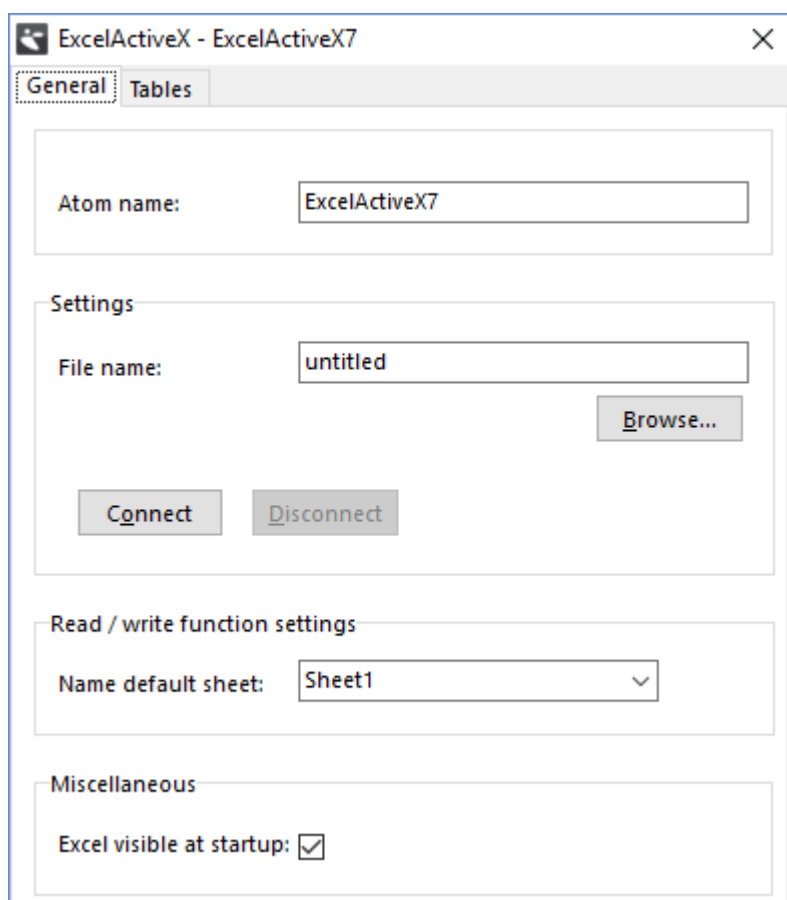 ExcelActiveX - ExcelActiveX7
General Tables
Atom name: ExcelActiveX7
Settings
File name: untitled
Browse...
Connect Disconnect
Read / write function settings
Name default sheet: Sheet1
Miscellaneous
Excel visible at startup: